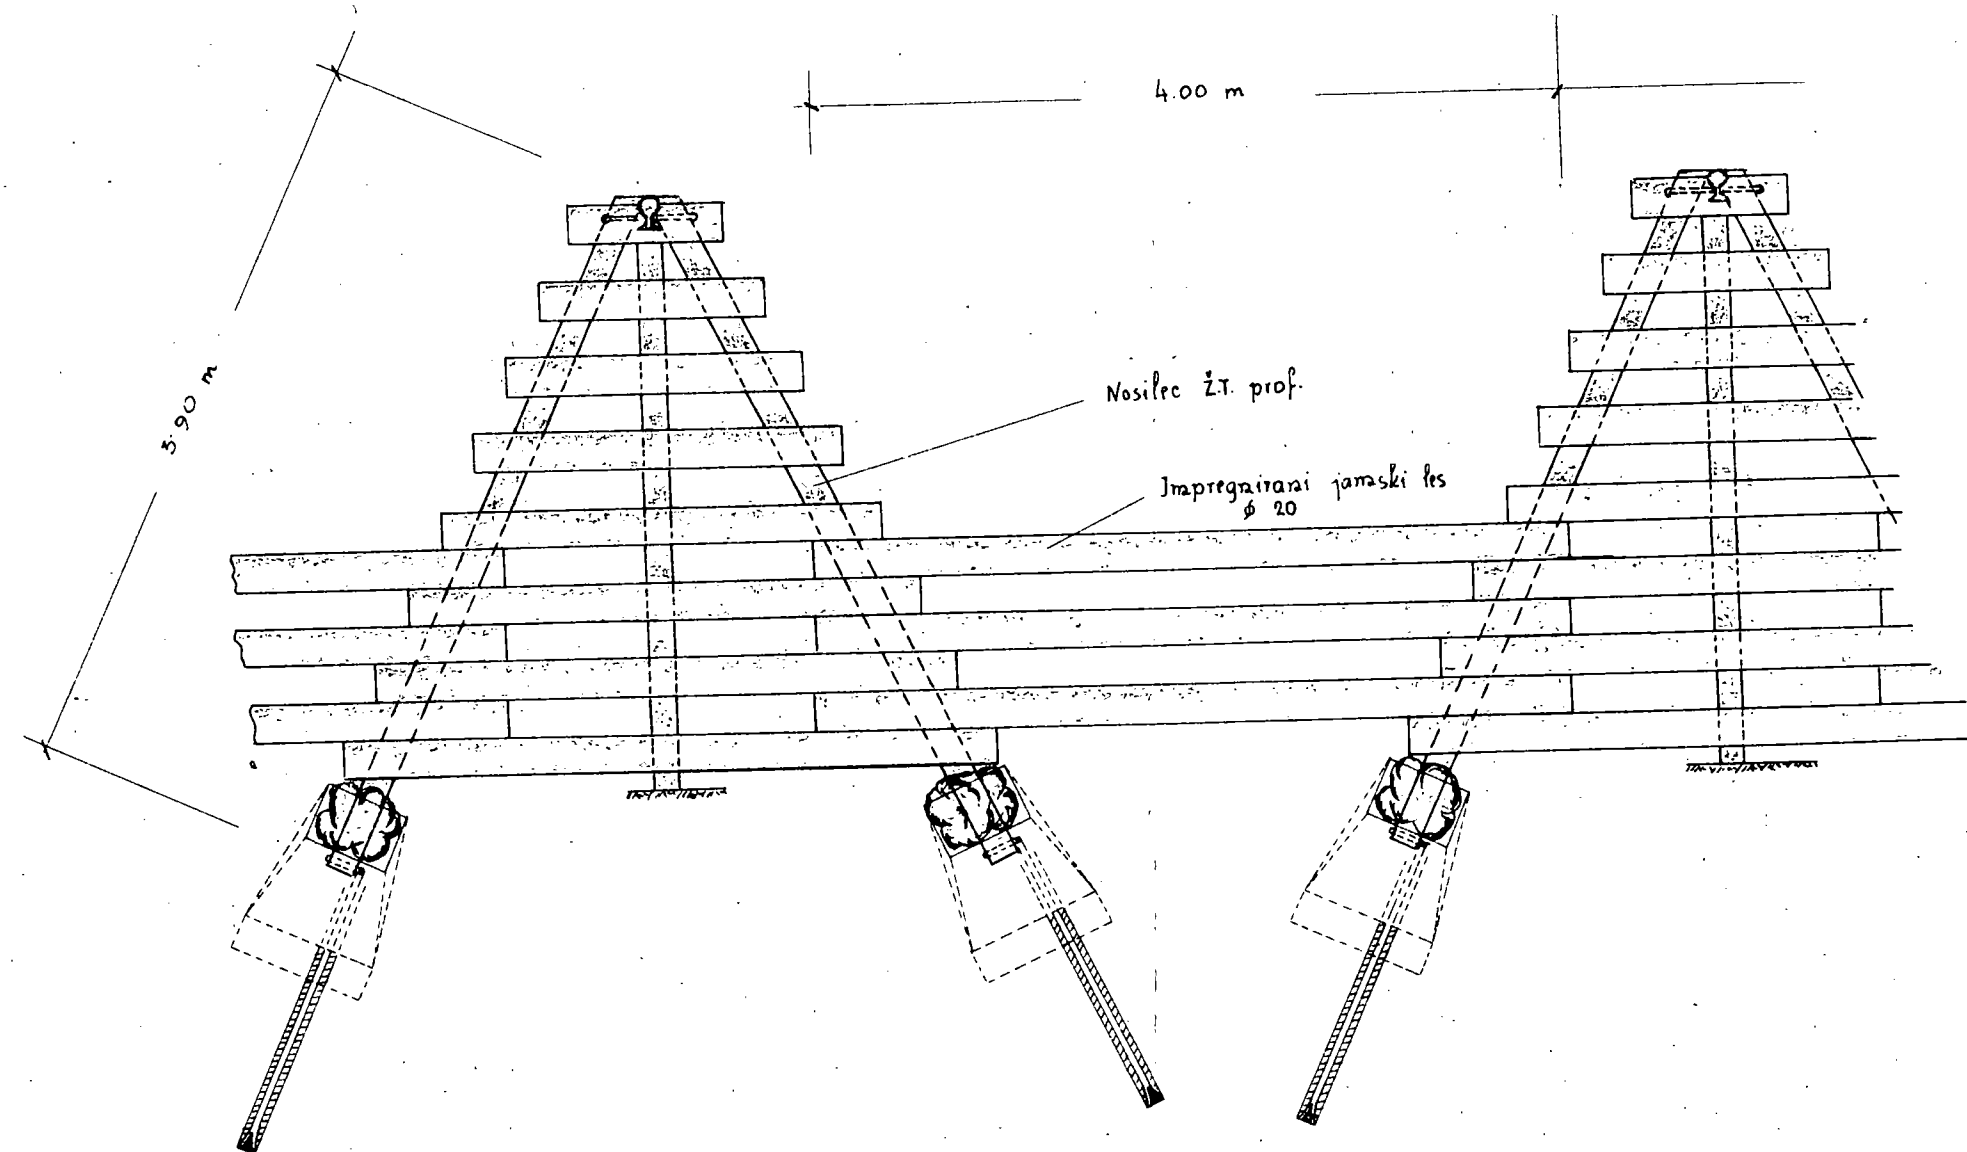 4.00 m
3.90 m
Nosilec Ž.T. prof.
Impregnirani jamski les
ϕ 20